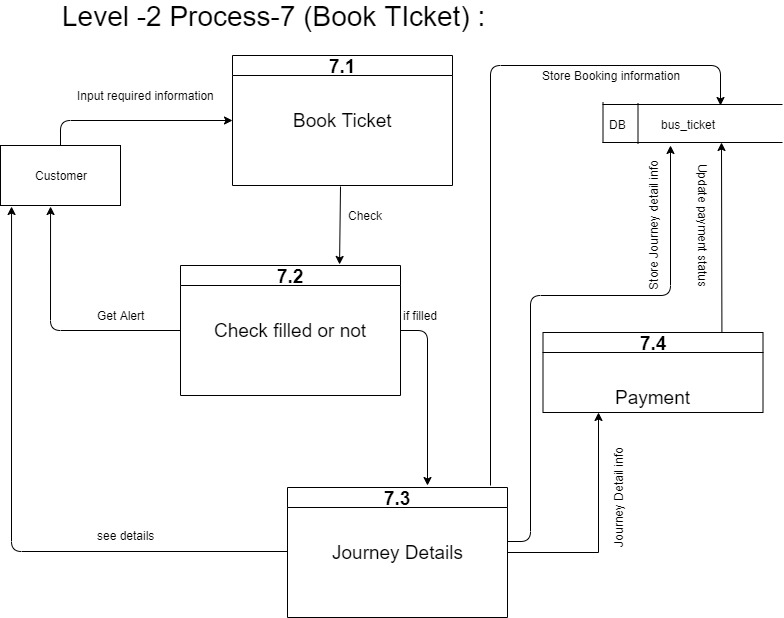 Level -2 Process-7 (Book TIcket) :
7.1
Book Ticket
Input required information
Store Booking information
DB
bus_ticket
Customer
Check
Store Journey detail info
Update payment status
7.2
Check filled or not
Get Alert
if filled
7.4
Payment
Journey Detail info
7.3
Journey Details
see details